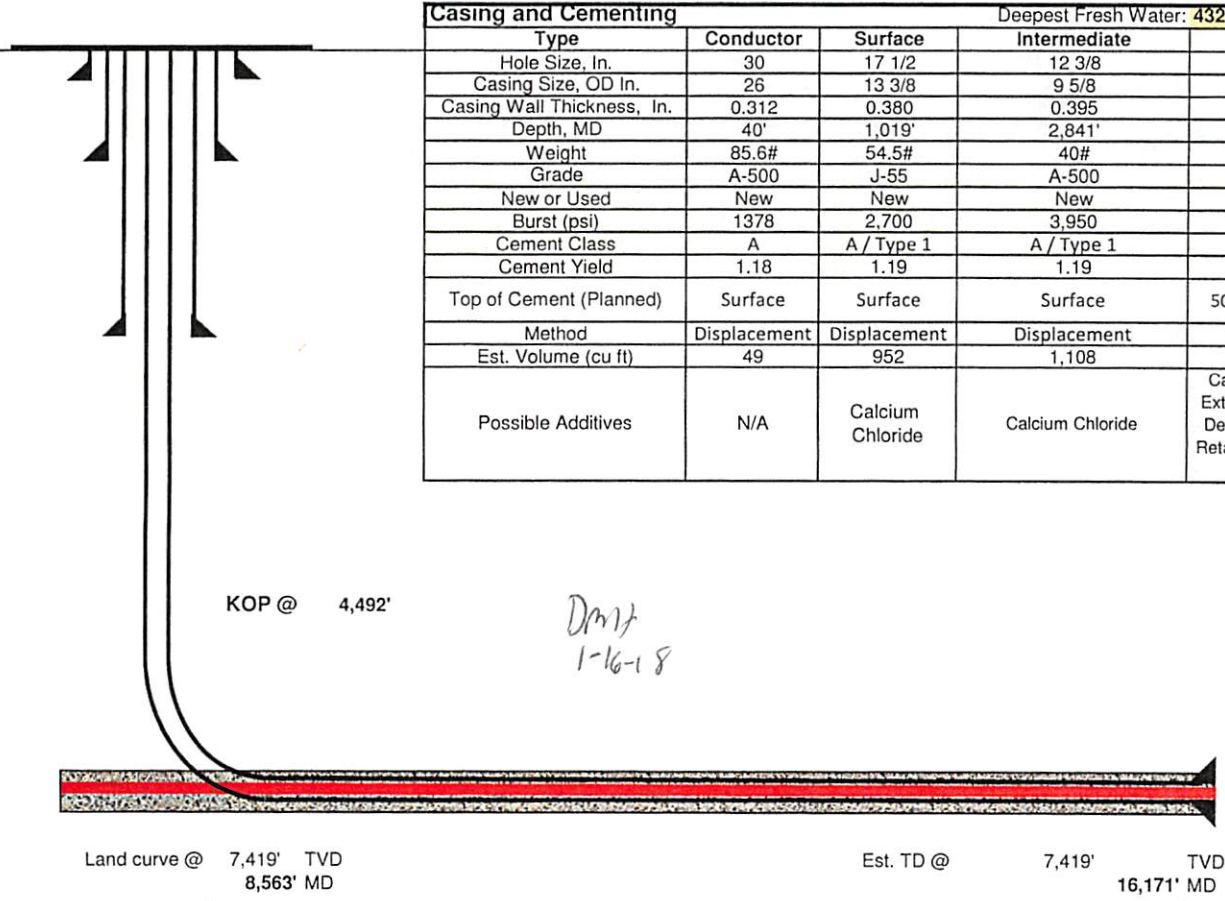 Casing and Cementing Deepest Fresh Water: 432
Type Conductor Surface Intermediate
Hole Size, In. 30 17 1/2 12 3/8
Casing Size, OD In. 26 13 3/8 9 5/8
Casing Wall Thickness, In. 0.312 0.380 0.395
Depth, MD 40' 1,019' 2,841'
Weight 85.6# 54.5# 40#
Grade A-500 J-55 A-500
New or Used New New New
Burst (psi) 1378 2,700 3,950
Cement Class A A / Type 1 A / Type 1
Cement Yield 1.18 1.19 1.19
Top of Cement (Planned) Surface Surface Surface 50
Method Displacement Displacement Displacement
Est. Volume (cu ft) 49 952 1,108
Possible Additives N/A Calcium Chloride Calcium Chloride
KOP @ 4,492'
1-16-18
Land curve @ 7,419' TVD
8,563' MD
Est. TD @ 7,419' TVD
16,171' MD